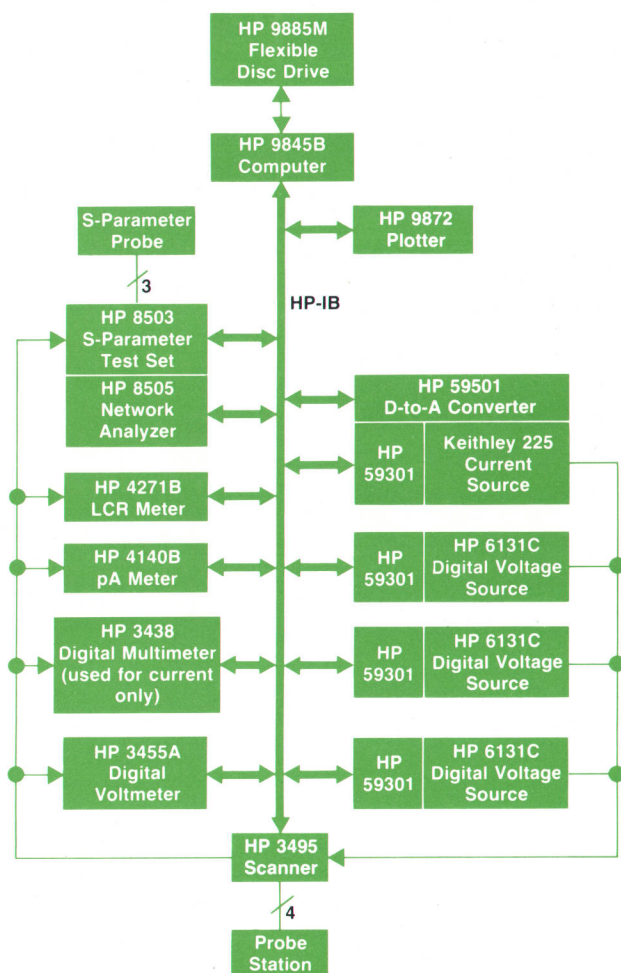 HP 9885M
Flexible
Disc Drive
HP 9845B
Computer
S-Parameter
Probe
HP 9872
Plotter
3
HP-IB
HP 8503
S-Parameter
Test Set
HP 8505
Network
Analyzer
HP 59501
D-to-A Converter
HP
59301
Keithley 225
Current
Source
HP 4271B
LCR Meter
HP 4140B
pA Meter
HP
59301
HP 6131C
Digital Voltage
Source
HP 3438
Digital Multimeter
(used for current
only)
HP
59301
HP 6131C
Digital Voltage
Source
HP 3455A
Digital
Voltmeter
HP
59301
HP 6131C
Digital Voltage
Source
HP 3495
Scanner
4
Probe
Station